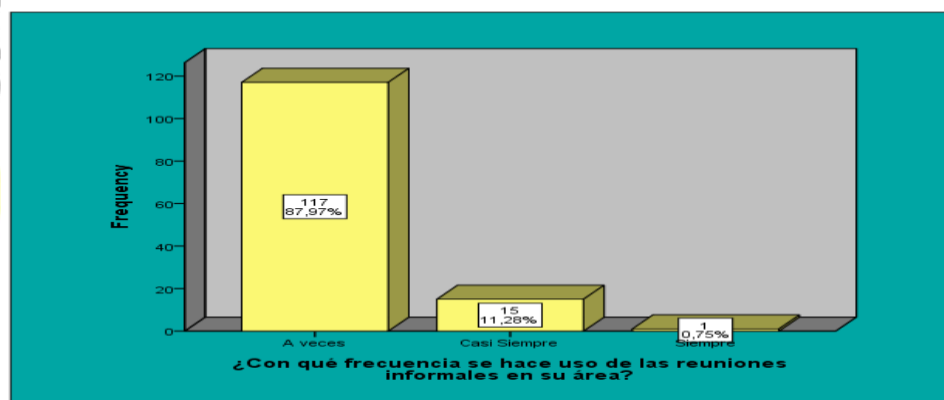 120
100
80
60
40
20
0
Frequency
117
87,97%
15
11,28%
1
0,75%
A veces
Casi Siempre
Siempre
¿Con qué frecuencia se hace uso de las reuniones
informales en su área?